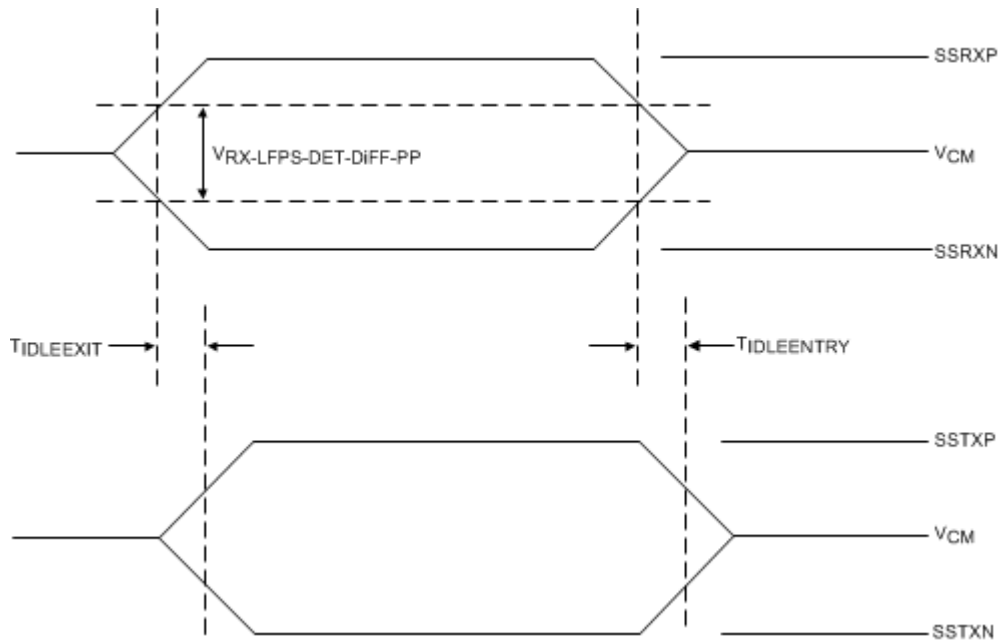 SSRXP
VRX-LFPS-DET-DiFF-PP
VCM
SSRXN
TIDLEEXIT
TIDLEENTRY
SSTXP
VCM
SSTXN